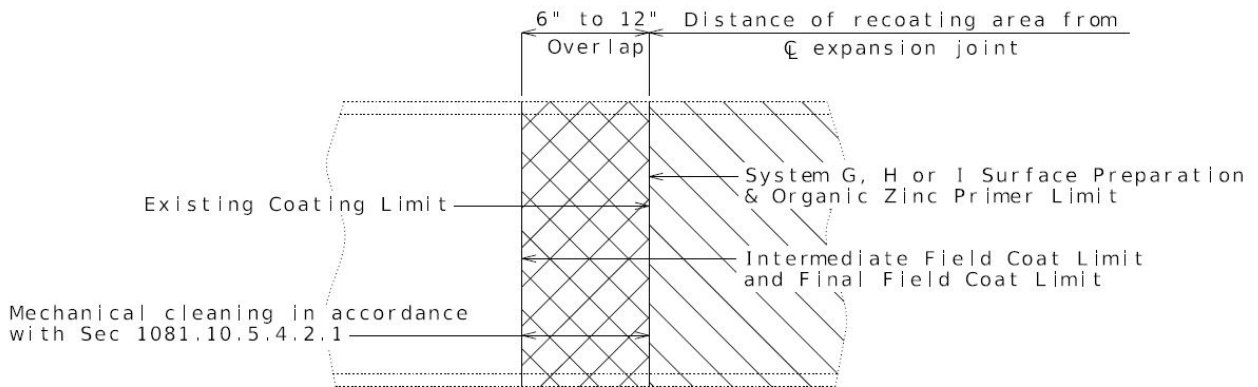 6" to 12"
Overlap
Distance of recoating area from
℄ expansion joint
System G, H or I Surface Preparation
& Organic Zinc Primer Limit
Existing Coating Limit
Intermediate Field Coat Limit
and Final Field Coat Limit
Mechanical cleaning in accordance
with Sec 1081.10.5.4.2.1